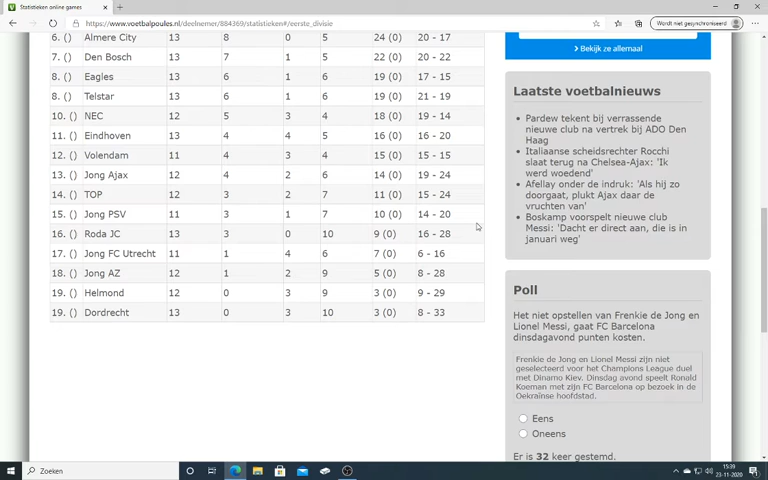 Statistieken online games
https://www.voetbalpoules.nl/deelnemer/884369/statistieken#/eerste_divisie
Wordt niet gesynchroniseerd
6. () Almere City 13 8 0 5 24 (0) 20 - 17
7. () Den Bosch 13 7 1 5 22 (0) 20 - 22
8. () Eagles 13 6 1 6 19 (0) 17 - 15
8. () Telstar 13 6 1 6 19 (0) 21 - 19
10. () NEC 12 5 3 4 18 (0) 19 - 14
11. () Eindhoven 13 4 4 5 16 (0) 16 - 20
12. () Volendam 11 4 3 4 15 (0) 15 - 15
13. () Jong Ajax 12 4 2 6 14 (0) 19 - 24
14. () TOP 12 3 2 7 11 (0) 15 - 24
15. () Jong PSV 11 3 1 7 10 (0) 14 - 20
16. () Roda JC 13 3 0 10 9 (0) 16 - 28
17. () Jong FC Utrecht 11 1 4 6 7 (0) 6 - 16
18. () Jong AZ 12 1 2 9 5 (0) 8 - 28
19. () Helmond 12 0 3 9 3 (0) 9 - 29
19. () Dordrecht 13 0 3 10 3 (0) 8 - 33
Bekijk ze allemaal
Laatste voetbalnieuws
Pardew tekent bij verrassende
nieuwe club na vertrek bij ADO Den
Haag
Italiaanse scheidsrechter Rocchi
slaat terug na Chelsea-Ajax: 'Ik
werd woedend'
Afellay onder de indruk: 'Als hij zo
doorgaat, plukt Ajax daar de
vruchten van'
Boskamp voorspelt nieuwe club
Messi: 'Dacht er direct aan, die is in
januari weg'
Poll
Het niet opstellen van Frenkie de Jong en
Lionel Messi, gaat FC Barcelona
dinsdagavond punten kosten.
Frenkie de Jong en Lionel Messi zijn niet
geselecteerd voor het Champions League duel
met Dinamo Kiev. Dinsdag avond speelt Ronald
Koeman met zijn FC Barcelona op bezoek in de
Oekraïnse hoofdstad.
Eens
Oneens
Er is 32 keer gestemd.
Zoeken
15:39
23-11-2020